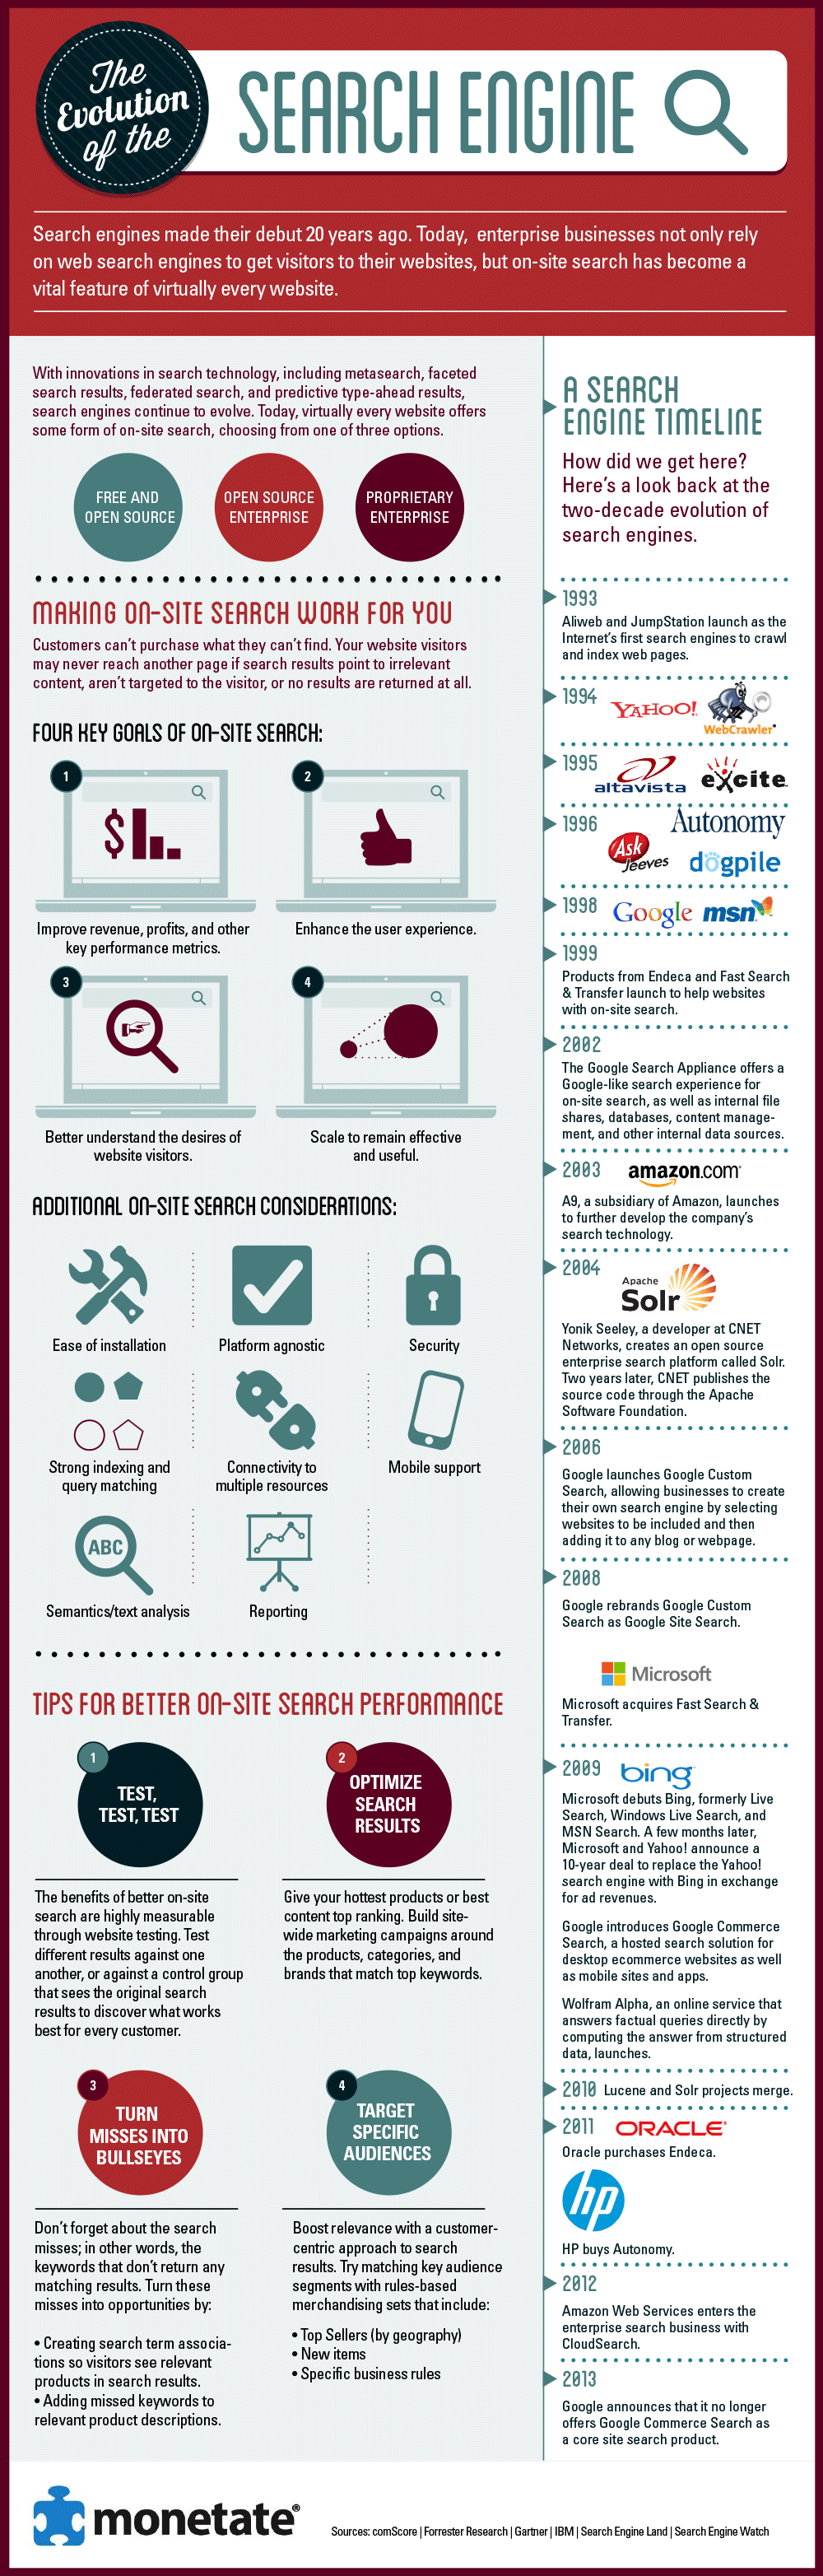 The
Evolution
of the
SEARCH ENGINE
Search engines made their debut 20 years ago. Today, enterprise businesses not only rely
on web search engines to get visitors to their websites, but on-site search has become a
vital feature of virtually every website.
With innovations in search technology, including metasearch, faceted
search results, federated search, and predictive type-ahead results,
search engines continue to evolve. Today, virtually every website offers
some form of on-site search, choosing from one of three options.
FREE AND
OPEN SOURCE
OPEN SOURCE
ENTERPRISE
PROPRIETARY
ENTERPRISE
MAKING ON-SITE SEARCH WORK FOR YOU
Customers can't purchase what they can't find. Your website visitors
may never reach another page if search results point to irrelevant
content, aren't targeted to the visitor, or no results are returned at all.
FOUR KEY GOALS OF ON-SITE SEARCH:
1
$
Improve revenue, profits, and other
key performance metrics.
2
Enhance the user experience.
3
Better understand the desires of
website visitors.
4
Scale to remain effective
and useful.
ADDITIONAL ON-SITE SEARCH CONSIDERATIONS:
Ease of installation
Platform agnostic
Security
Strong indexing and
query matching
Connectivity to
multiple resources
Mobile support
ABC
Semantics/text analysis
Reporting
TIPS FOR BETTER ON-SITE SEARCH PERFORMANCE
1
TEST,
TEST, TEST
The benefits of better on-site
search are highly measurable
through website testing. Test
different results against one
another, or against a control group
that sees the original search
results to discover what works
best for every customer.
2
OPTIMIZE
SEARCH
RESULTS
Give your hottest products or best
content top ranking. Build site-
wide marketing campaigns around
the products, categories, and
brands that match top keywords.
3
TURN
MISSES INTO
BULLSEYES
Don't forget about the search
misses; in other words, the
keywords that don't return any
matching results. Turn these
misses into opportunities by:
• Creating search term associa-
tions so visitors see relevant
products in search results.
• Adding missed keywords to
relevant product descriptions.
4
TARGET
SPECIFIC
AUDIENCES
Boost relevance with a customer-
centric approach to search
results. Try matching key audience
segments with rules-based
merchandising sets that include:
• Top Sellers (by geography)
• New items
• Specific business rules
A SEARCH
ENGINE TIMELINE
How did we get here?
Here's a look back at the
two-decade evolution of
search engines.
1993
Aliweb and JumpStation launch as the
Internet's first search engines to crawl
and index web pages.
1994
YAHOO!
WebCrawler®
1995
altavista
excite
1996
Autonomy
Ask
Jeeves
dogpile
1998
Google
msn
1999
Products from Endeca and Fast Search
& Transfer launch to help websites
with on-site search.
2002
The Google Search Appliance offers a
Google-like search experience for
on-site search, as well as internal file
shares, databases, content manage-
ment, and other internal data sources.
2003
amazon.com
A9, a subsidiary of Amazon, launches
to further develop the company's
search technology.
2004
Apache
Solr
Yonik Seeley, a developer at CNET
Networks, creates an open source
enterprise search platform called Solr.
Two years later, CNET publishes the
source code through the Apache
Software Foundation.
2006
Google launches Google Custom
Search, allowing businesses to create
their own search engine by selecting
websites to be included and then
adding it to any blog or webpage.
2008
Google rebrands Google Custom
Search as Google Site Search.
Microsoft
Microsoft acquires Fast Search &
Transfer.
2009
bing
Microsoft debuts Bing, formerly Live
Search, Windows Live Search, and
MSN Search. A few months later,
Microsoft and Yahoo! announce a
10-year deal to replace the Yahoo!
search engine with Bing in exchange
for ad revenues.
Google introduces Google Commerce
Search, a hosted search solution for
desktop ecommerce websites as well
as mobile sites and apps.
Wolfram Alpha, an online service that
answers factual queries directly by
computing the answer from structured
data, launches.
2010 Lucene and Solr projects merge.
2011
ORACLE
Oracle purchases Endeca.
hp
HP buys Autonomy.
2012
Amazon Web Services enters the
enterprise search business with
CloudSearch.
2013
Google announces that it no longer
offers Google Commerce Search as
a core site search product.
monetate®
Sources: comScore | Forrester Research | Gartner | IBM | Search Engine Land | Search Engine Watch